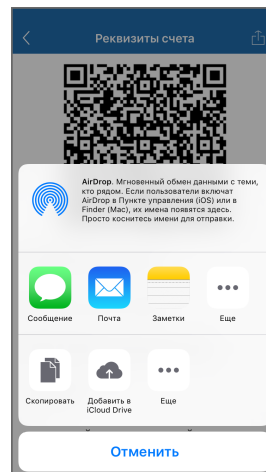 Реквизиты счета
AirDrop. Мгновенный обмен данными с теми,
кто рядом. Если пользователи включат
AirDrop в Пункте управления (iOS) или в
Finder (Mac), их имена появятся здесь.
Просто коснитесь имени для отправки.
Сообщение Почта Заметки Еще
Скопировать Добавить в Еще
iCloud Drive
Отменить